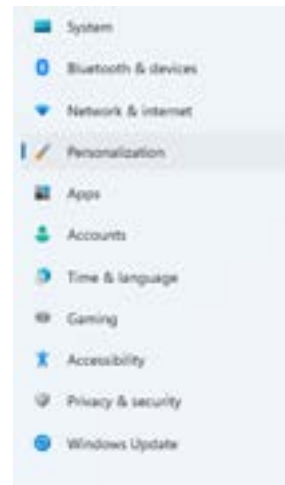 System
Bluetooth & devices
Network & internet
Personalization
Apps
Accounts
Time & language
Gaming
Accessibility
Privacy & security
Windows Update